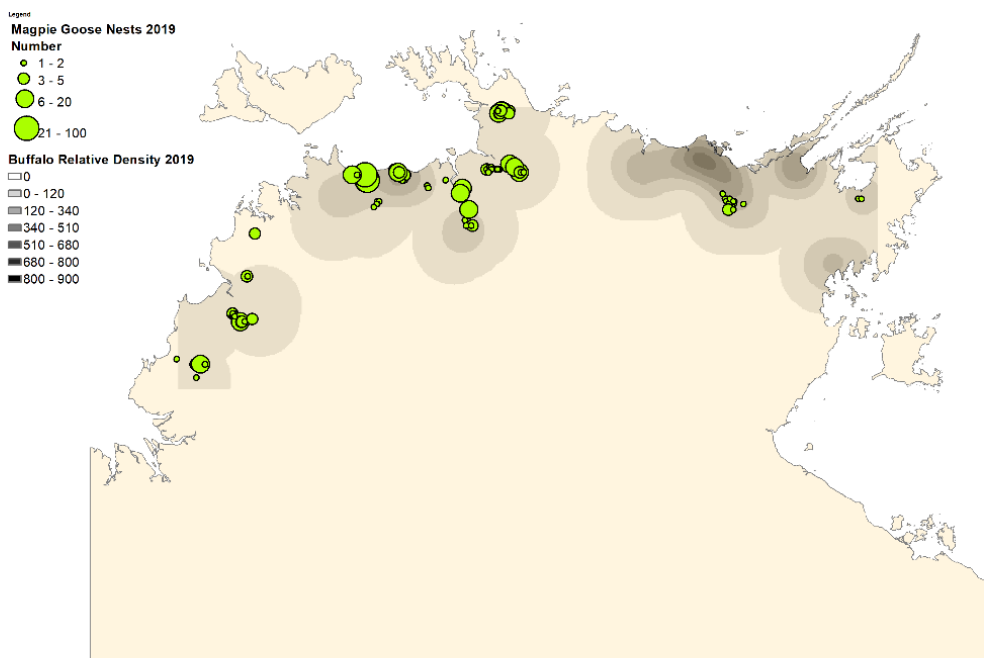 Legend
Magpie Goose Nests 2019
Number
1 - 2
3 - 5
6 - 20
21 - 100
Buffalo Relative Density 2019
0
0 - 120
120 - 340
340 - 510
510 - 680
680 - 800
800 - 900